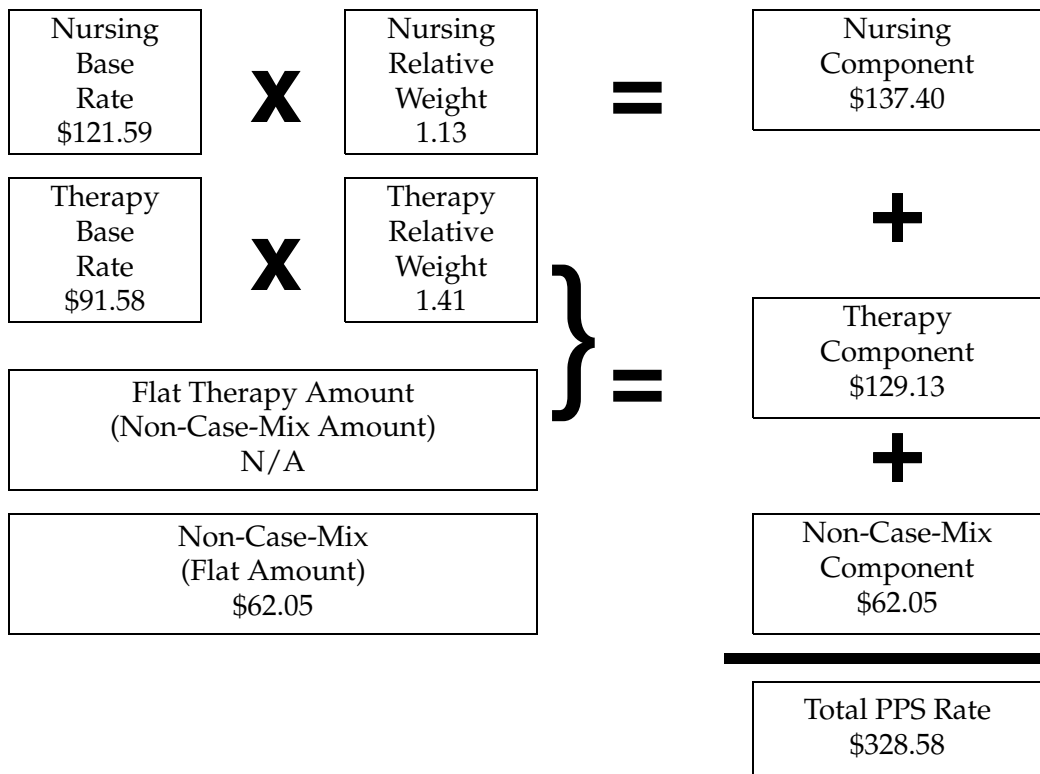 Nursing
Base
Rate
$121.59
x
Nursing
Relative
Weight
1.13
=
Nursing
Component
$137.40
+
Therapy
Base
Rate
$91.58
x
Therapy
Relative
Weight
1.41
}
=
Therapy
Component
$129.13
Flat Therapy Amount
(Non-Case-Mix Amount)
N/A
+
Non-Case-Mix
(Flat Amount)
$62.05
Non-Case-Mix
Component
$62.05
Total PPS Rate
$328.58